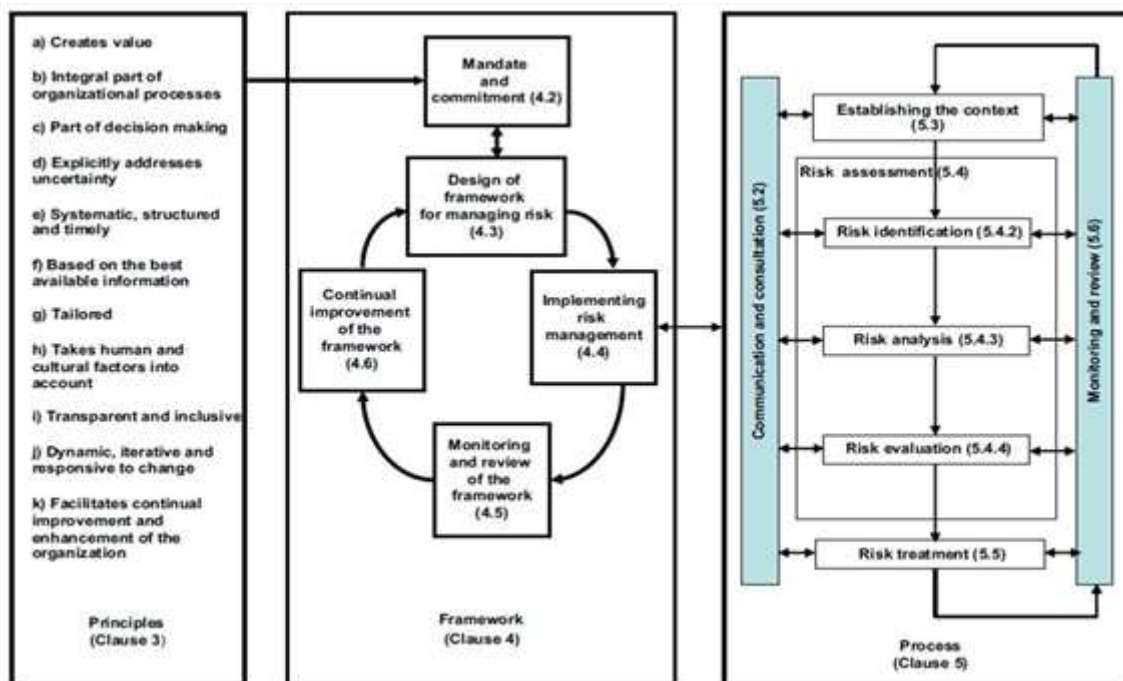 a) Creates value
b) Integral part of
organizational processes
c) Part of decision making
d) Explicitly addresses
uncertainty
e) Systematic, structured
and timely
f) Based on the best
available information
g) Tailored
h) Takes human and
cultural factors into
account
i) Transparent and inclusive
j) Dynamic, iterative and
responsive to change
k) Facilitates continual
improvement and
enhancement of the
organization
Principles
(Clause 3)
Mandate
and
commitment (4.2)
Design of
framework
for managing risk
(4.3)
Continual
improvement
of the
framework
(4.6)
Implementing
risk
management
(4.4)
Monitoring
and review
of the
framework
(4.5)
Framework
(Clause 4)
Communication and consultation (5.2)
Establishing the context
(5.3)
Risk assessment (5.4)
Risk identification (5.4.2)
Risk analysis (5.4.3)
Risk evaluation (5.4.4)
Risk treatment (5.5)
Monitoring and review (5.6)
Process
(Clause 5)